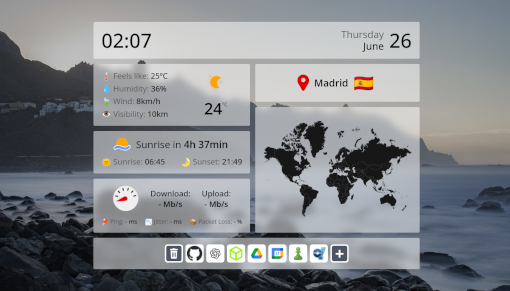 02:07
Thursday
June 26
Feels like: 25°C
Humidity: 36%
Wind: 8km/h
Visibility: 10km
24°C
Madrid
Sunrise in 4h 37min
Sunrise: 06:45 Sunset: 21:49
Download: Upload:
- Mb/s - Mb/s
Ping: - ms Jitter: - ms Packet Loss: - %